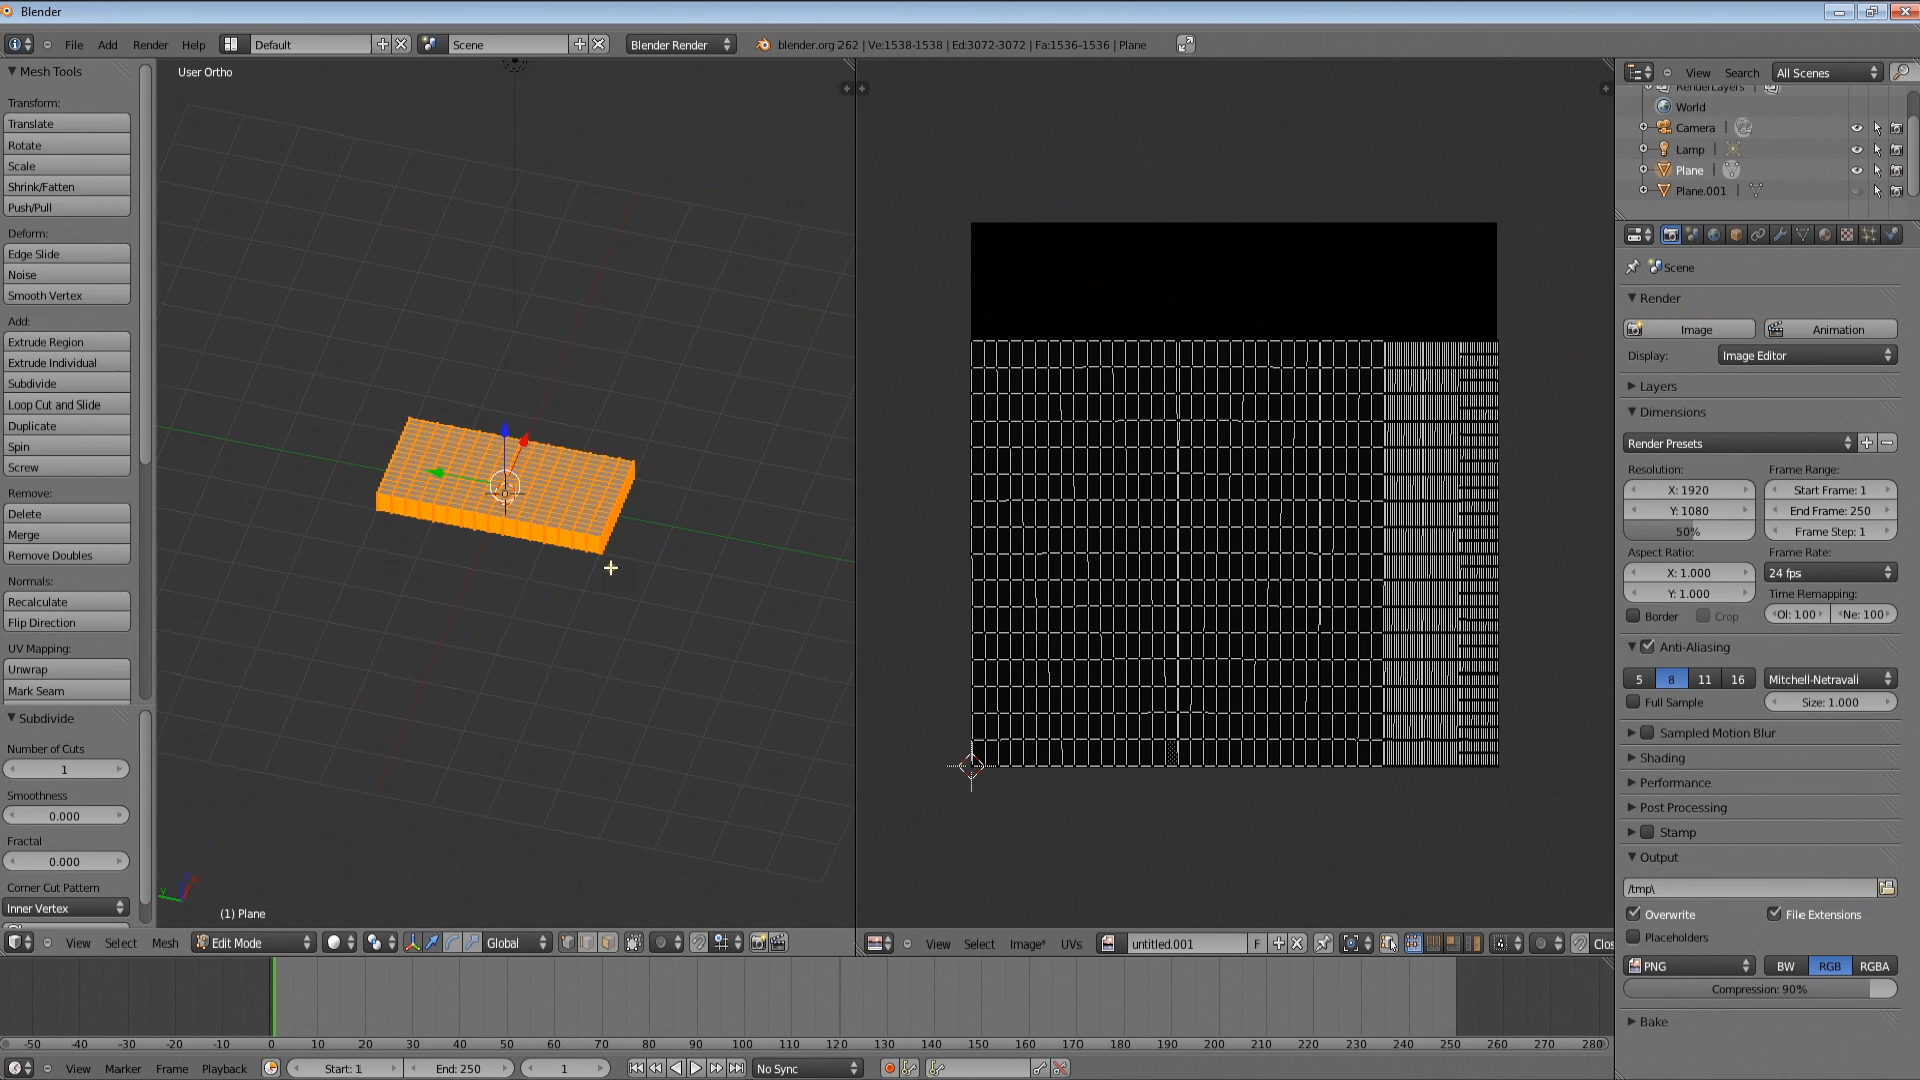 Blender
File Add Render Help Default Scene Blender Render blender.org 262 | Ve:1538-1538 | Ed:3072-3072 | Fa:1536-1536 | Plane
Mesh Tools
Transform:
Translate
Rotate
Scale
Shrink/Fatten
Push/Pull
Deform:
Edge Slide
Noise
Smooth Vertex
Add:
Extrude Region
Extrude Individual
Subdivide
Loop Cut and Slide
Duplicate
Spin
Screw
Remove:
Delete
Merge
Remove Doubles
Normals:
Recalculate
Flip Direction
UV Mapping:
Unwrap
Mark Seam
Subdivide
Number of Cuts
1
Smoothness
0.000
Fractal
0.000
Corner Cut Pattern
Inner Vertex
User Ortho
y
(1) Plane
View Select Mesh Edit Mode Global
View Select Image* UVs untitled.001 F Clos
View Search All Scenes
RenderLayers |
World
Camera |
Lamp |
Plane |
Plane.001 |
Scene
Render
Image Animation
Display: Image Editor
Layers
Dimensions
Render Presets
Resolution: Frame Range:
X: 1920 Start Frame: 1
Y: 1080 End Frame: 250
50% Frame Step: 1
Aspect Ratio: Frame Rate:
X: 1.000 24 fps
Y: 1.000 Time Remapping:
Border Crop Ol: 100 Ne: 100
Anti-Aliasing
5 8 11 16 Mitchell-Netravali
Full Sample Size: 1.000
Sampled Motion Blur
Shading
Performance
Post Processing
Stamp
Output
/tmp\
Overwrite File Extensions
Placeholders
PNG BW RGB RGBA
Compression: 90%
Bake
-50 -40 -30 -20 -10 0 10 20 30 40 50 60 70 80 90 100 110 120 130 140 150 160 170 180 190 200 210 220 230 240 250 260 270 280
View Marker Frame Playback Start: 1 End: 250 1 No Sync